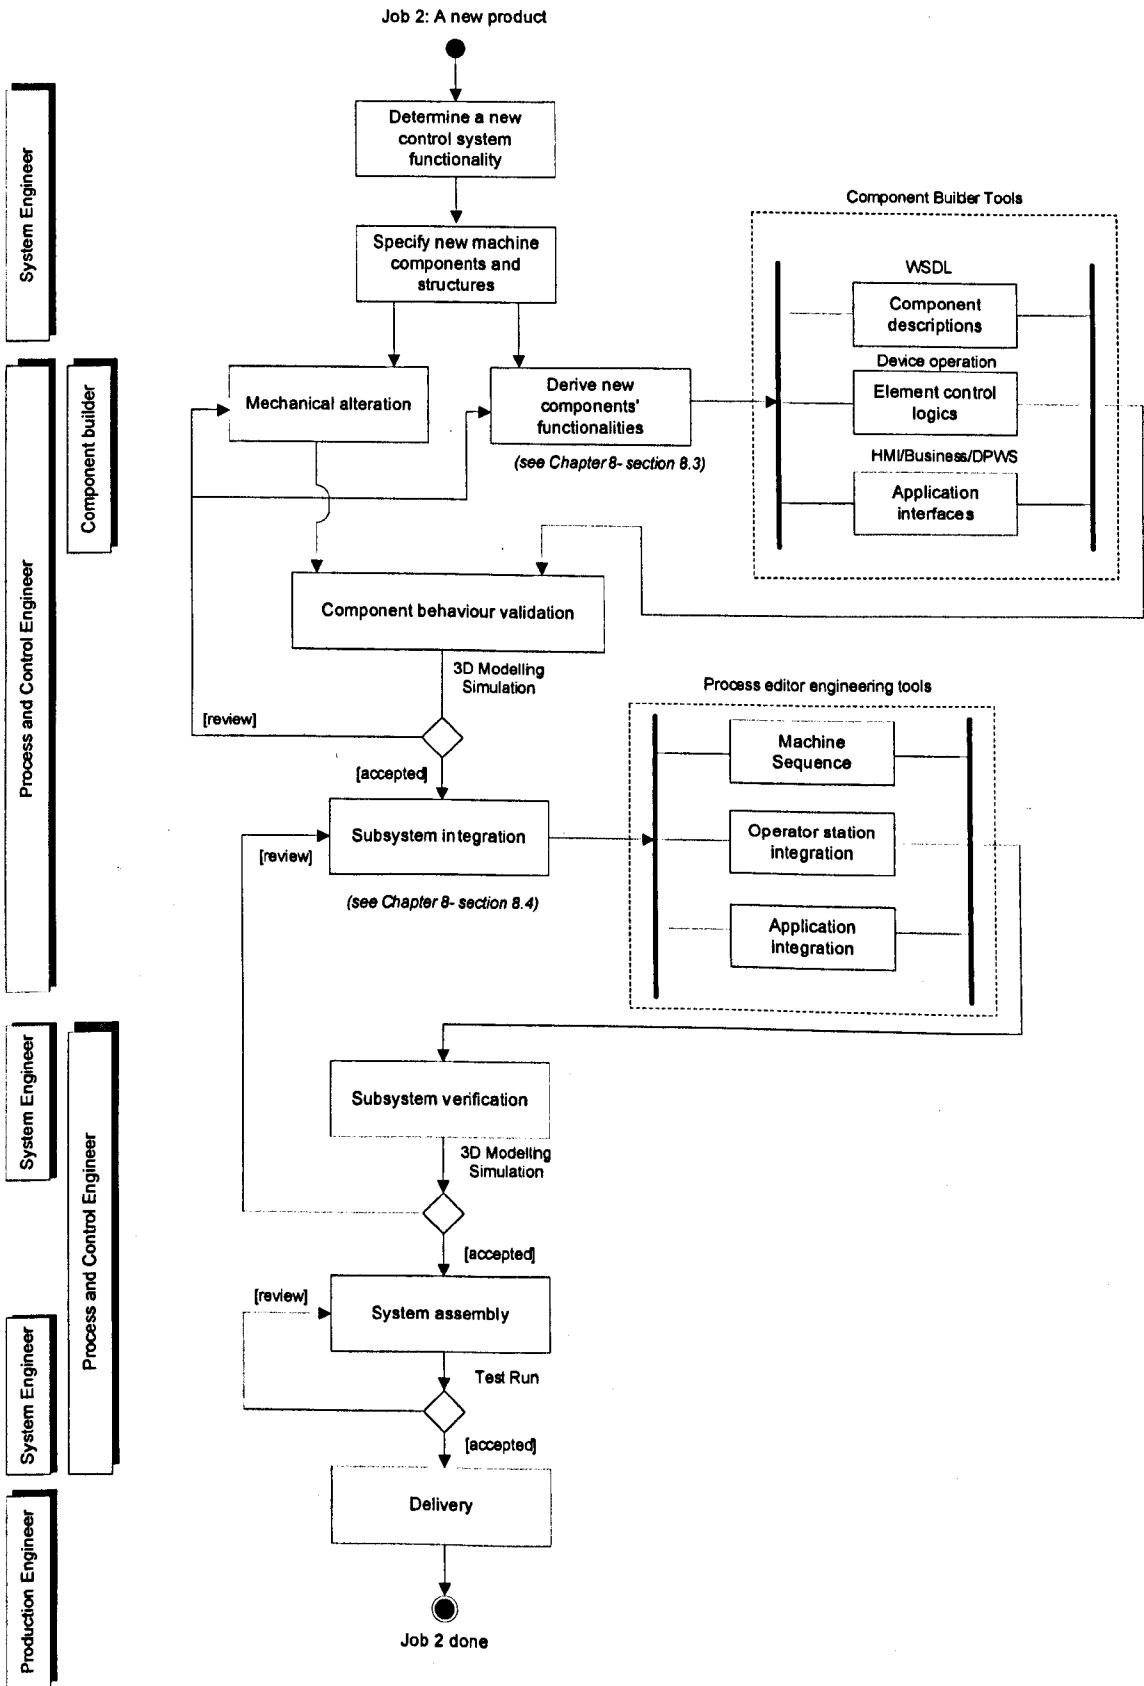 Job 2: A new product
System Engineer
Determine a new
control system
functionality
Specify new machine
components and
structures
Component Builder Tools
WSDL
Component
descriptions
Device operation
Element control
logics
HMI/Business/DPWS
Application
interfaces
Process and Control Engineer
Component builder
Mechanical alteration
Derive new
components'
functionalities
(see Chapter 8- section 8.3)
Component behaviour validation
3D Modelling
Simulation
[review]
[accepted]
Process editor engineering tools
Machine
Sequence
Operator station
integration
Application
integration
Subsystem integration
[review]
(see Chapter 8- section 8.4)
System Engineer
Process and Control Engineer
Subsystem verification
3D Modelling
Simulation
[accepted]
[review]
System assembly
System Engineer
Test Run
[accepted]
Delivery
Production Engineer
Job 2 done